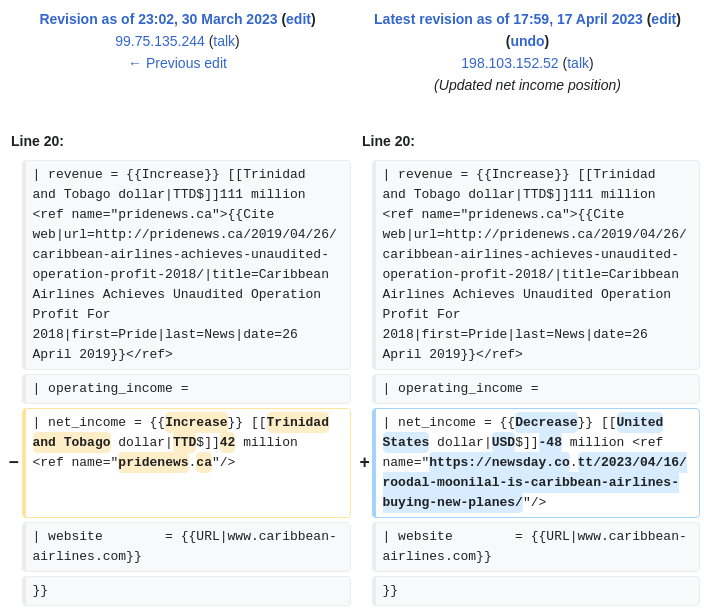 Revision as of 23:02, 30 March 2023 (edit)
99.75.135.244 (talk)
← Previous edit
Latest revision as of 17:59, 17 April 2023 (edit)
(undo)
198.103.152.52 (talk)
(Updated net income position)
Line 20:
Line 20:
| revenue = {{Increase}} [[Trinidad
and Tobago dollar|TTD$]]111 million
<ref name="pridenews.ca">{{Cite
web|url=http://pridenews.ca/2019/04/26/
caribbean-airlines-achieves-unaudited-
operation-profit-2018/|title=Caribbean
Airlines Achieves Unaudited Operation
Profit For
2018|first=Pride|last=News|date=26
April 2019}}</ref>
| revenue = {{Increase}} [[Trinidad
and Tobago dollar|TTD$]]111 million
<ref name="pridenews.ca">{{Cite
web|url=http://pridenews.ca/2019/04/26/
caribbean-airlines-achieves-unaudited-
operation-profit-2018/|title=Caribbean
Airlines Achieves Unaudited Operation
Profit For
2018|first=Pride|last=News|date=26
April 2019}}</ref>
| operating_income =
| operating_income =
| net_income = {{Increase}} [[Trinidad
and Tobago dollar|TTD$]]42 million
− <ref name="pridenews.ca"/>
| net_income = {{Decrease}} [[United
States dollar|USD$]]-48 million <ref
+ name="https://newsday.co.tt/2023/04/16/
roodal-moonilal-is-caribbean-airlines-
buying-new-planes/"/>
| website        = {{URL|www.caribbean-
airlines.com}}
| website        = {{URL|www.caribbean-
airlines.com}}
}}
}}